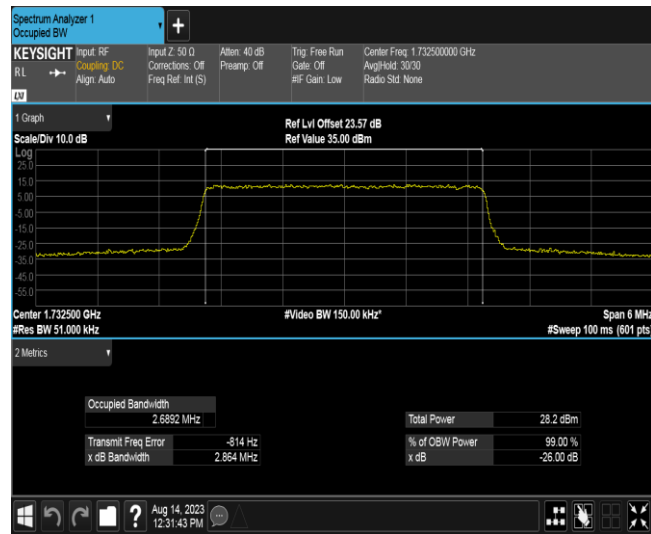 Spectrum Analyzer 1
Occupied BW
+
KEYSIGHT
RL
LXI
Input: RF
Coupling: DC
Align: Auto
Input Z: 50 Ω
Corrections: Off
Freq Ref: Int (S)
Atten: 40 dB
Preamp: Off
Trig: Free Run
Gate: Off
#IF Gain: Low
Center Freq: 1.732500000 GHz
Avg|Hold: 30/30
Radio Std: None
1 Graph
Scale/Div 10.0 dB
Ref Lvl Offset 23.57 dB
Ref Value 35.00 dBm
Log
25.0
15.0
5.00
-5.00
-15.0
-25.0
-35.0
-45.0
-55.0
Center 1.732500 GHz
#Res BW 51.000 kHz
#Video BW 150.00 kHz*
Span 6 MHz
#Sweep 100 ms (601 pts)
2 Metrics
Occupied Bandwidth
2.6892 MHz
Transmit Freq Error -814 Hz
x dB Bandwidth 2.864 MHz
Total Power 28.2 dBm
% of OBW Power 99.00 %
x dB -26.00 dB
?
Aug 14, 2023
12:31:43 PM